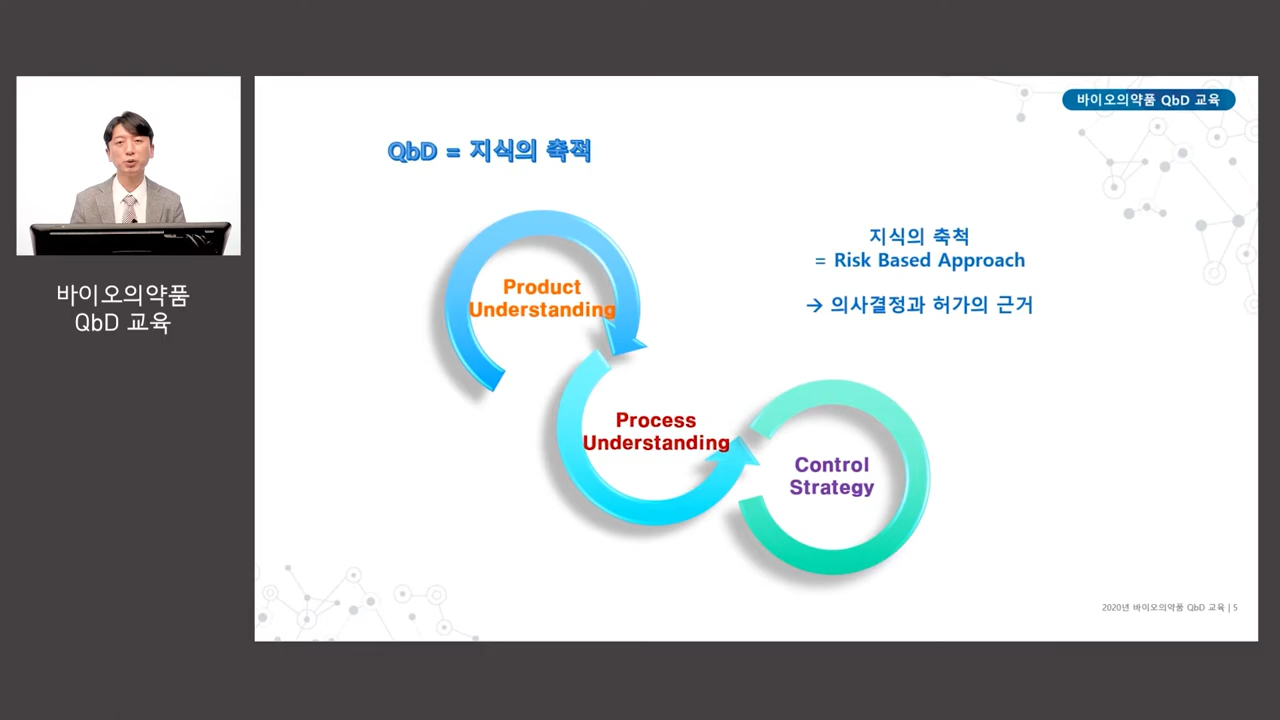 바이오의약품
QbD 교육
바이오의약품 QbD 교육
QbD = 지식의 축적
지식의 축척
= Risk Based Approach
→ 의사결정과 허가의 근거
Product
Understanding
Process
Understanding
Control
Strategy
2020년 바이오의약품 QbD 교육 | 5